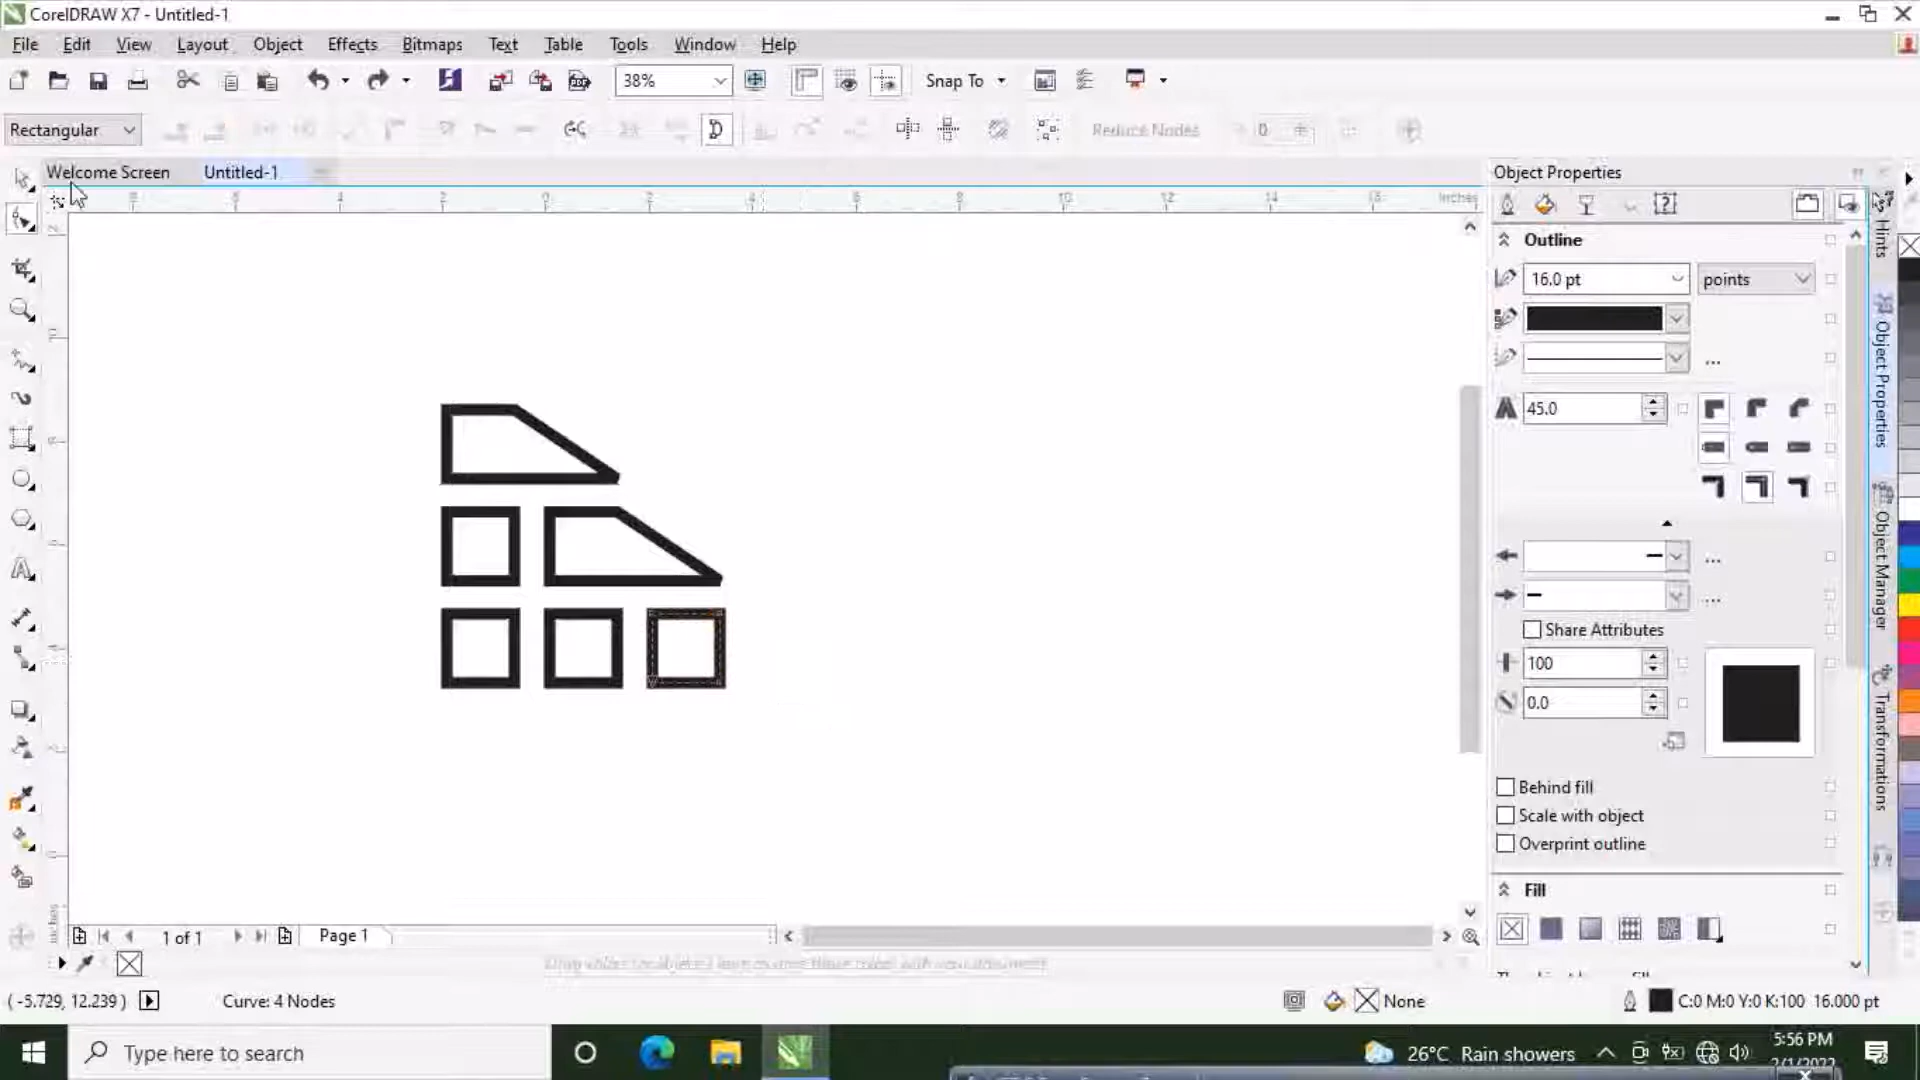 CorelDRAW X7 - Untitled-1
File Edit View Layout Object Effects Bitmaps Text Table Tools Window Help
38% Snap To
Rectangular Reduce Nodes 0
Welcome Screen Untitled-1
Object Properties
inches
Outline
16.0 pt points
45.0
Share Attributes
100
0.0
Behind fill
Scale with object
Overprint outline
Fill
Hints
Object Properties
Object Manager
Transformations
1 of 1 Page 1
( -5.729, 12.239 ) Curve: 4 Nodes None C:0 M:0 Y:0 K:100 16.000 pt
Type here to search
26°C Rain showers 5:56 PM